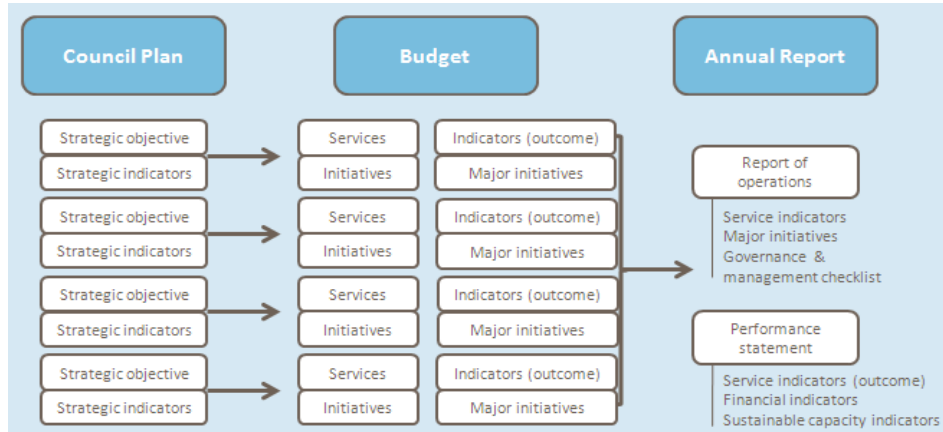 Council Plan
Budget
Annual Report
Strategic objective
Strategic indicators
Services
Initiatives
Indicators (outcome)
Major initiatives
Strategic objective
Strategic indicators
Services
Initiatives
Indicators (outcome)
Major initiatives
Strategic objective
Strategic indicators
Services
Initiatives
Indicators (outcome)
Major initiatives
Strategic objective
Strategic indicators
Services
Initiatives
Indicators (outcome)
Major initiatives
Report of
operations
Service indicators
Major initiatives
Governance &
management checklist
Performance
statement
Service indicators (outcome)
Financial indicators
Sustainable capacity indicators